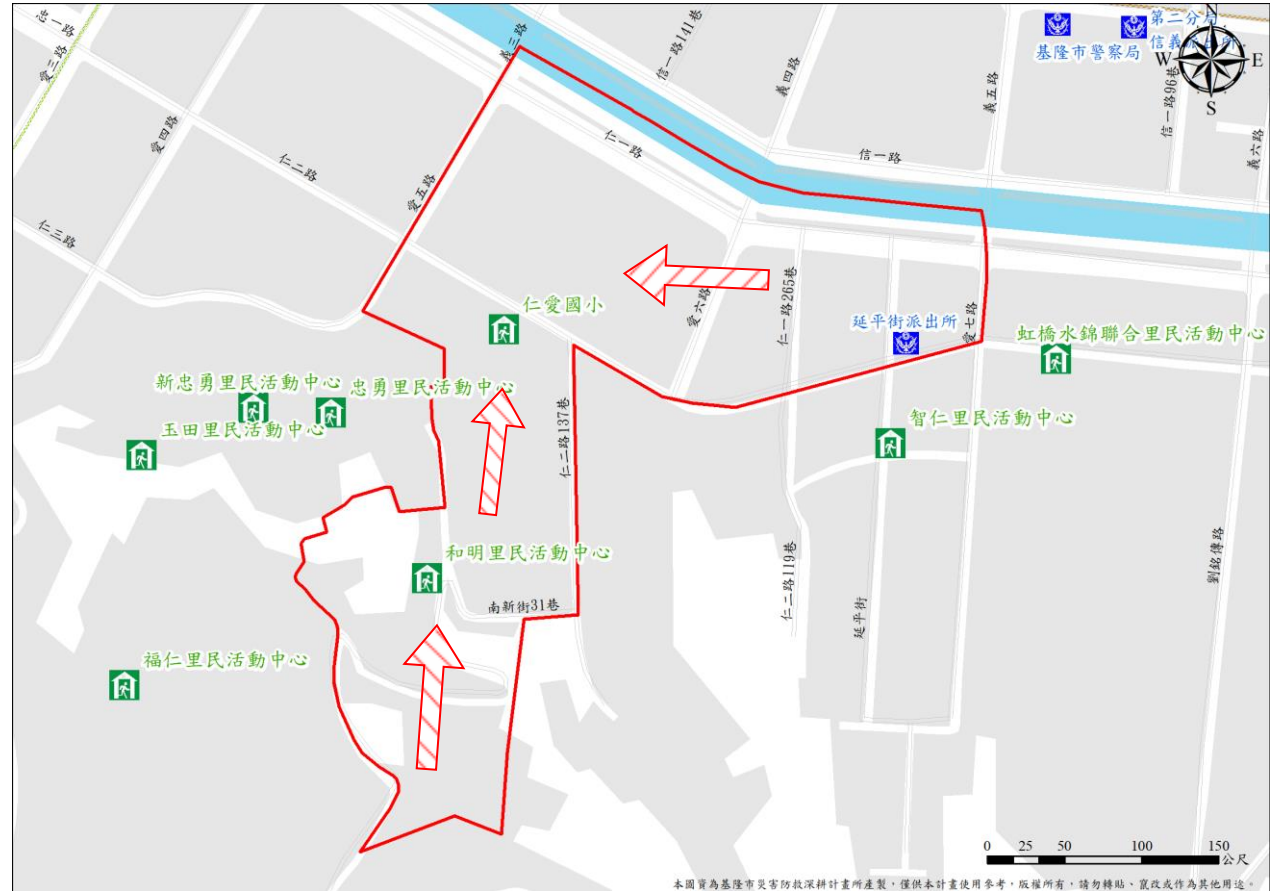 忠一路
愛三路
愛四路
義三路
信一路141巷
義四路
基隆市警察局
第二分局
信義派出所
N
W
E
S
義五路
信一路96巷
義六路
仁一路
信一路
仁二路
愛五路
仁三路
仁愛國小
愛六路
仁一路265巷
延平街派出所
愛七路
虹橋水錦聯合里民活動中心
新忠勇里民活動中心
忠勇里民活動中心
玉田里民活動中心
仁二路137巷
智仁里民活動中心
和明里民活動中心
南新街31巷
仁二路119巷
延平街
劉銘傳路
福仁里民活動中心
0 25 50 100 150
公尺
本圖資為基隆市災害防救深耕計畫所產製，僅供本計畫使用參考，版權所有，請勿轉貼、竄改或作為其他用途。